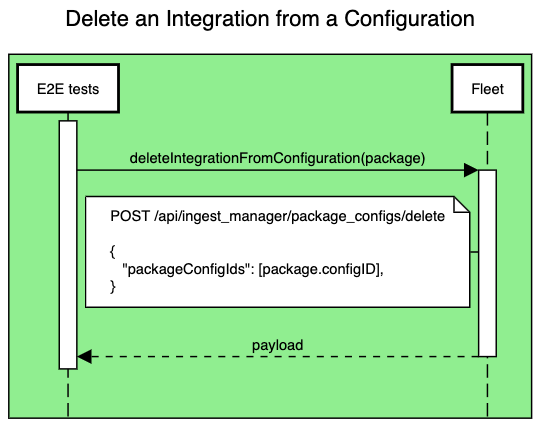 Delete an Integration from a Configuration
E2E tests
Fleet
deleteIntegrationFromConfiguration(package)
POST /api/ingest_manager/package_configs/delete
{
"packageConfigIds": [package.configID],
}
payload